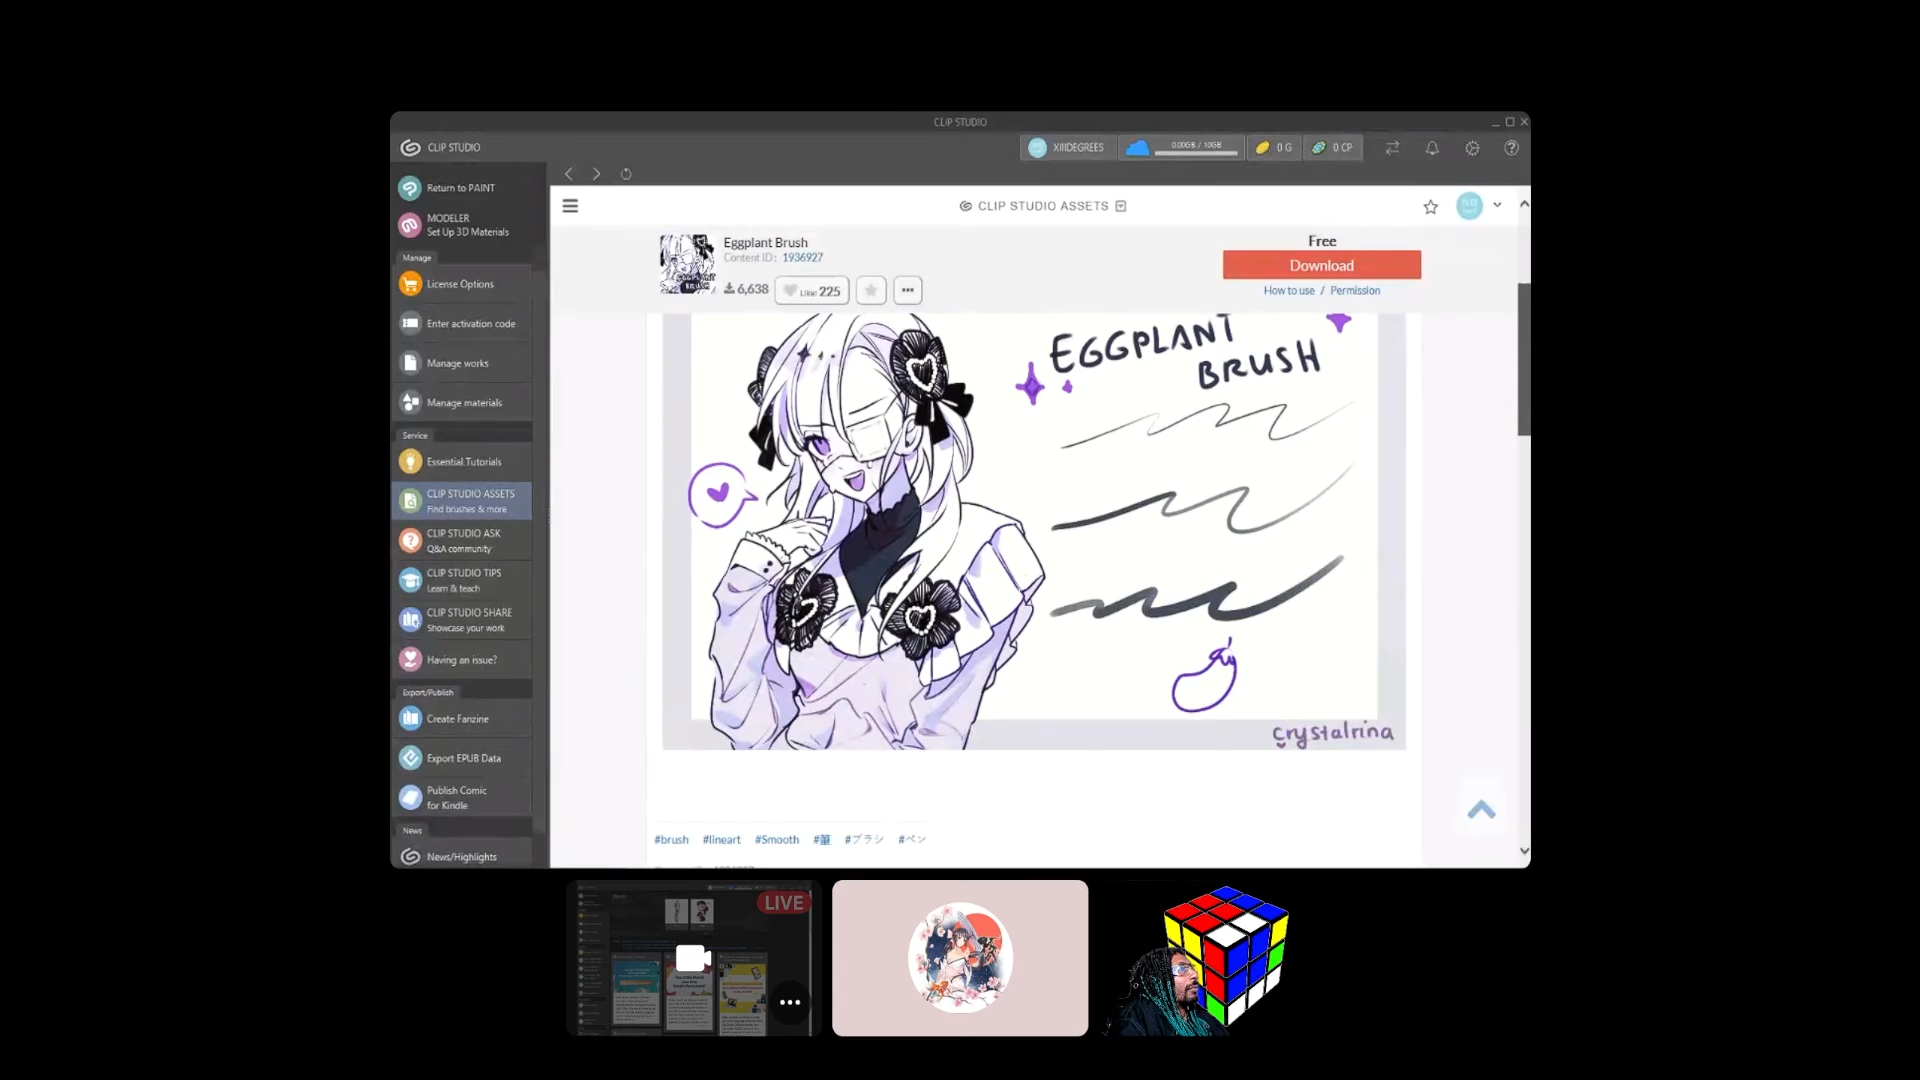 CLIP STUDIO
CLIP STUDIO
XIIIDEGREES
0.00GB / 10GB
0 G
0 CP
Return to PAINT
MODELER
Set Up 3D Materials
Manage
License Options
Enter activation code
Manage works
Manage materials
Service
Essential Tutorials
CLIP STUDIO ASSETS
Find brushes & more
CLIP STUDIO ASK
Q&A community
CLIP STUDIO TIPS
Learn & teach
CLIP STUDIO SHARE
Showcase your work
Having an issue?
Export/Publish
Create Fanzine
Export EPUB Data
Publish Comic
for Kindle
News
News/Highlights
CLIP STUDIO ASSETS
Eggplant Brush
Content ID: 1936927
6,638
Like! 225
Free
Download
How to use / Permission
EGGPLANT
BRUSH
crystalrina
#brush #lineart #Smooth #ブラシ #ペン
LIVE